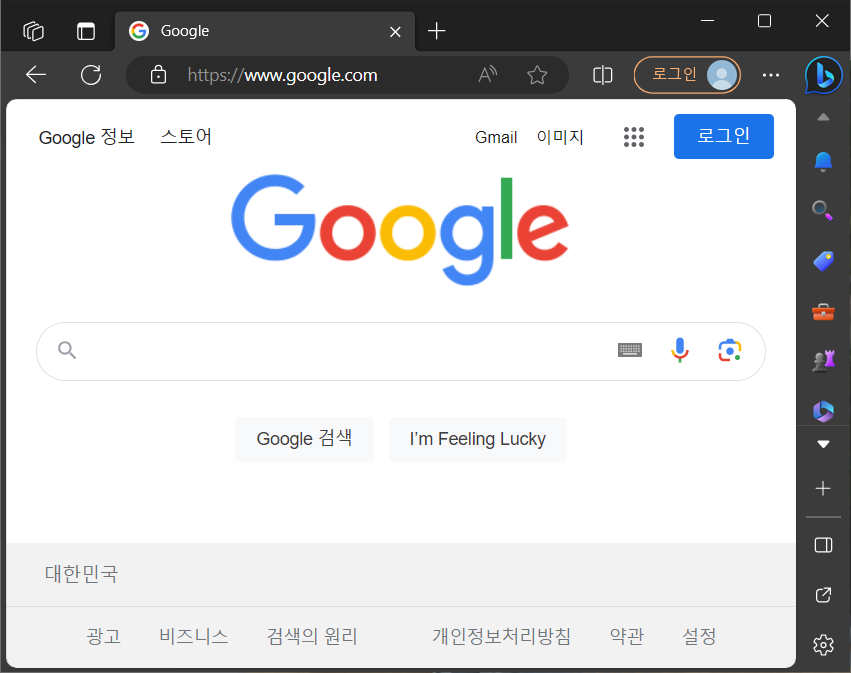 Google
https://www.google.com
로그인
Google 정보 스토어 Gmail 이미지 로그인
Google
Google 검색 I'm Feeling Lucky
대한민국
광고 비즈니스 검색의 원리 개인정보처리방침 약관 설정